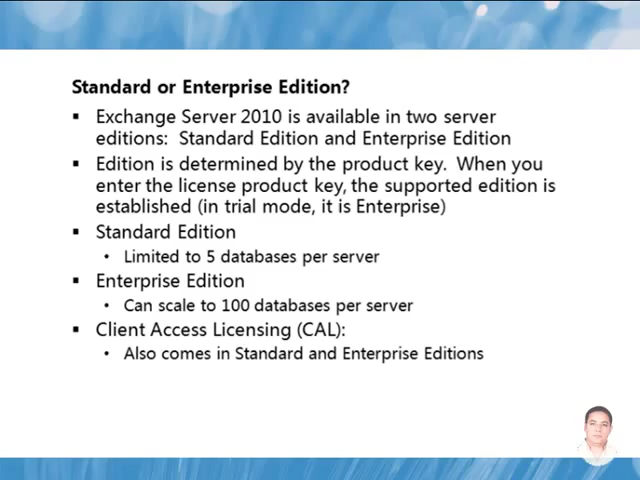 Standard or Enterprise Edition?
▪ Exchange Server 2010 is available in two server
editions: Standard Edition and Enterprise Edition
▪ Edition is determined by the product key. When you
enter the license product key, the supported edition is
established (in trial mode, it is Enterprise)
▪ Standard Edition
• Limited to 5 databases per server
▪ Enterprise Edition
• Can scale to 100 databases per server
▪ Client Access Licensing (CAL):
• Also comes in Standard and Enterprise Editions